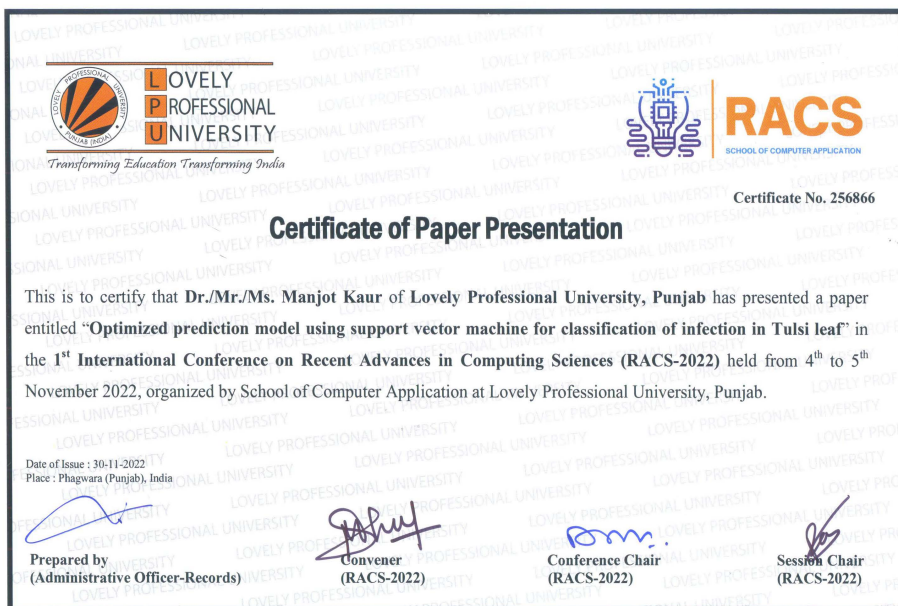 LOVELY
PROFESSIONAL
UNIVERSITY
PROFESSIONAL UNIVERSITY
LOVELY
PUNJAB (INDIA)
Transforming Education Transforming India
RACS
SCHOOL OF COMPUTER APPLICATION
Certificate No. 256866
Certificate of Paper Presentation
This is to certify that Dr./Mr./Ms. Manjot Kaur of Lovely Professional University, Punjab has presented a paper
entitled “Optimized prediction model using support vector machine for classification of infection in Tulsi leaf” in
the 1st International Conference on Recent Advances in Computing Sciences (RACS-2022) held from 4th to 5th
November 2022, organized by School of Computer Application at Lovely Professional University, Punjab.
Date of Issue : 30-11-2022
Place : Phagwara (Punjab), India
Prepared by
(Administrative Officer-Records)
Convener
(RACS-2022)
Conference Chair
(RACS-2022)
Session Chair
(RACS-2022)